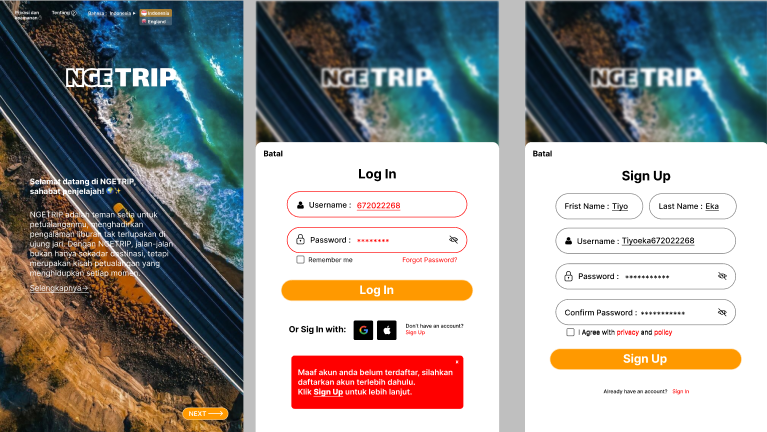 Promosi dan
keamanan
Tentang
Bahasa : Indonesia
Indonesia
England
NGETRIP
Selamat datang di NGETRIP,
sahabat penjelajah! 🌍✨
NGETRIP adalah teman setia untuk
petualanganmu, menghadirkan
pengalaman liburan tak terlupakan di
ujung jari. Dengan NGETRIP, jalan-jalan
bukan hanya sekedar destinasi, tetapi
merupakan kisah petualangan yang
menghidupkan setiap momen.
Selengkapnya →
NEXT
NGETRIP
Batal
Log In
Username : 672022268
Password : ********
Remember me
Forgot Password?
Log In
Or Sig In with:
Don't have an account?
Sign Up
x
Maaf akun anda belum terdaftar, silahkan
daftarkan akun terlebih dahulu.
Klik Sign Up untuk lebih lanjut.
NGETRIP
Batal
Sign Up
Frist Name : Tiyo
Last Name : Eka
Username : Tiyoeka672022268
Password : ***********
Confirm Password : ***********
I Agree with privacy and policy
Sign Up
Already have an account? Sign in